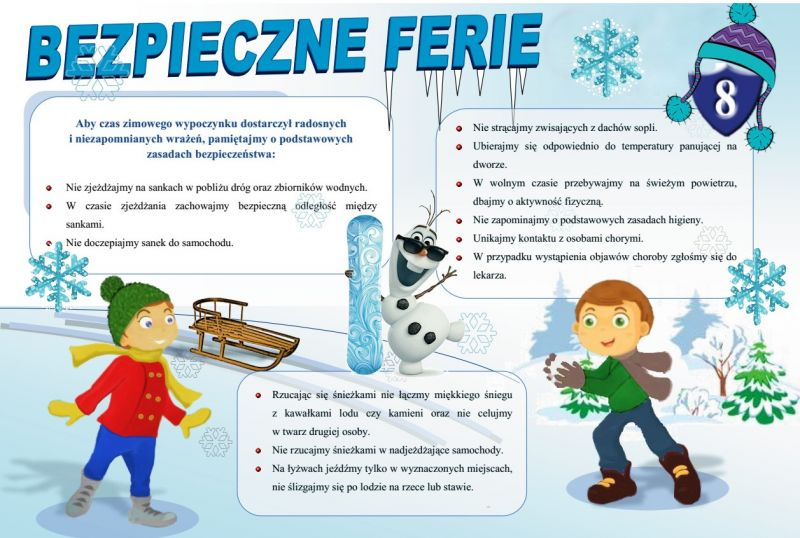 BEZPIECZNE FERIE
8
Aby czas zimowego wypoczynku dostarczył radosnych
i niezapomnianych wrażeń, pamiętajmy o podstawowych
zasadach bezpieczeństwa:
Nie zjeżdżajmy na sankach w pobliżu dróg oraz zbiorników wodnych.
W czasie zjeżdżania zachowajmy bezpieczną odległość między
sankami.
Nie doczepiajmy sanek do samochodu.
Nie strącajmy zwisających z dachów sopli.
Ubierajmy się odpowiednio do temperatury panującej na
dworze.
W wolnym czasie przebywajmy na świeżym powietrzu,
dbajmy o aktywność fizyczną.
Nie zapominajmy o podstawowych zasadach higieny.
Unikajmy kontaktu z osobami chorymi.
W przypadku wystąpienia objawów choroby zgłośmy się do
lekarza.
Rzucając się śnieżkami nie łączmy miękkiego śniegu
z kawałkami lodu czy kamieni oraz nie celujmy
w twarz drugiej osoby.
Nie rzucajmy śnieżkami w nadjeżdżające samochody.
Na łyżwach jeźdźmy tylko w wyznaczonych miejscach,
nie ślizgajmy się po lodzie na rzece lub stawie.